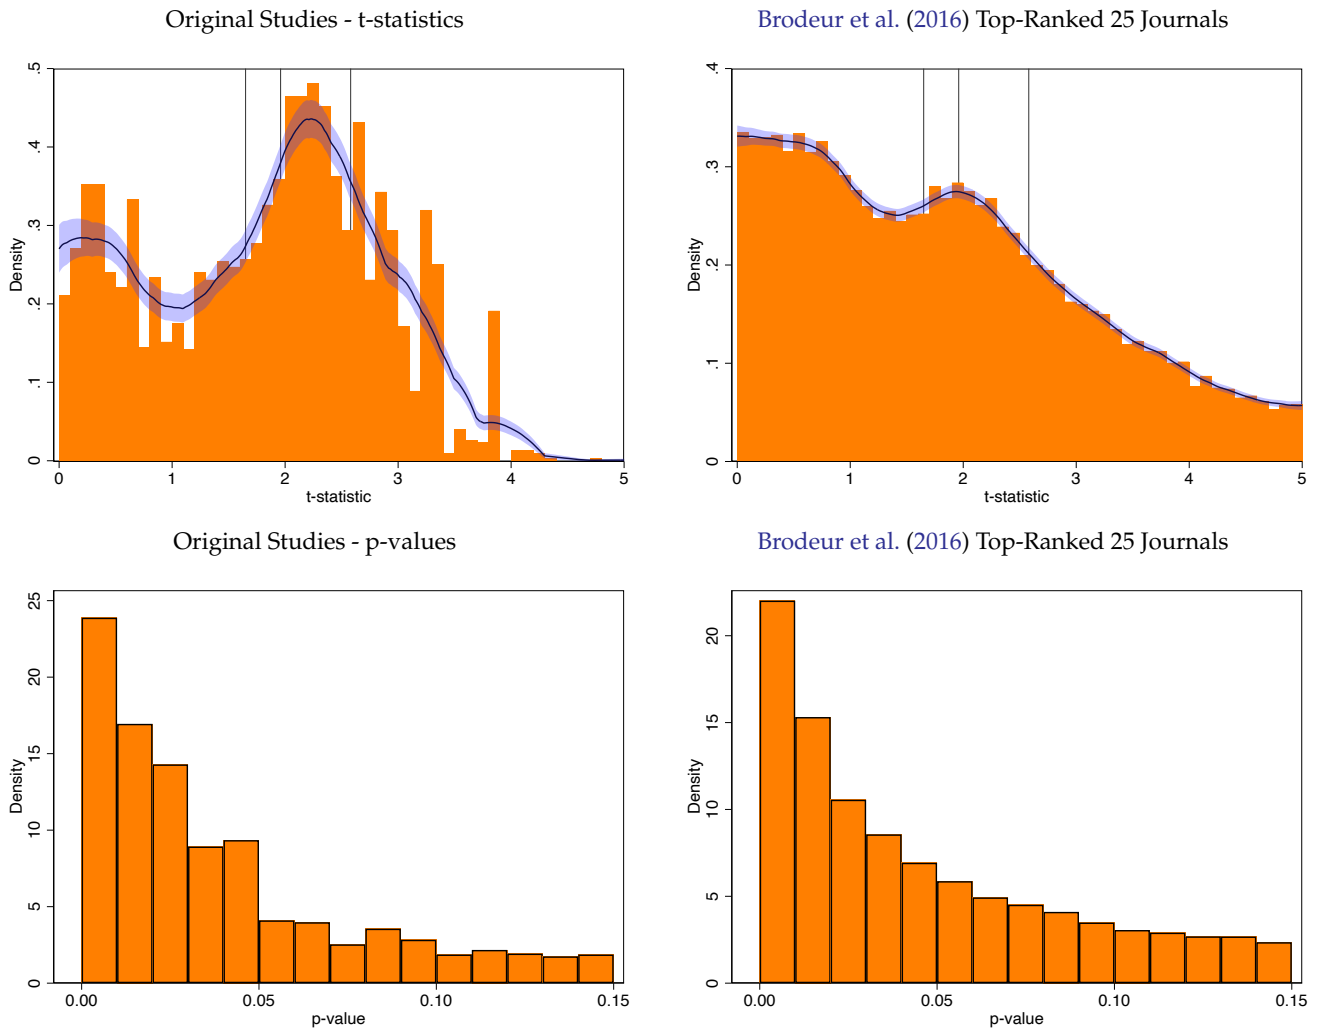 Original Studies - t-statistics
Brodeur et al. (2016) Top-Ranked 25 Journals
.5
.4
.3
.2
.1
0
Density
0 1 2 3 4 5
t-statistic
.4
.3
.2
.1
0
Density
0 1 2 3 4 5
t-statistic
Original Studies - p-values
Brodeur et al. (2016) Top-Ranked 25 Journals
25
20
15
10
5
0
Density
0.00 0.05 0.10 0.15
p-value
20
15
10
5
0
Density
0.00 0.05 0.10 0.15
p-value